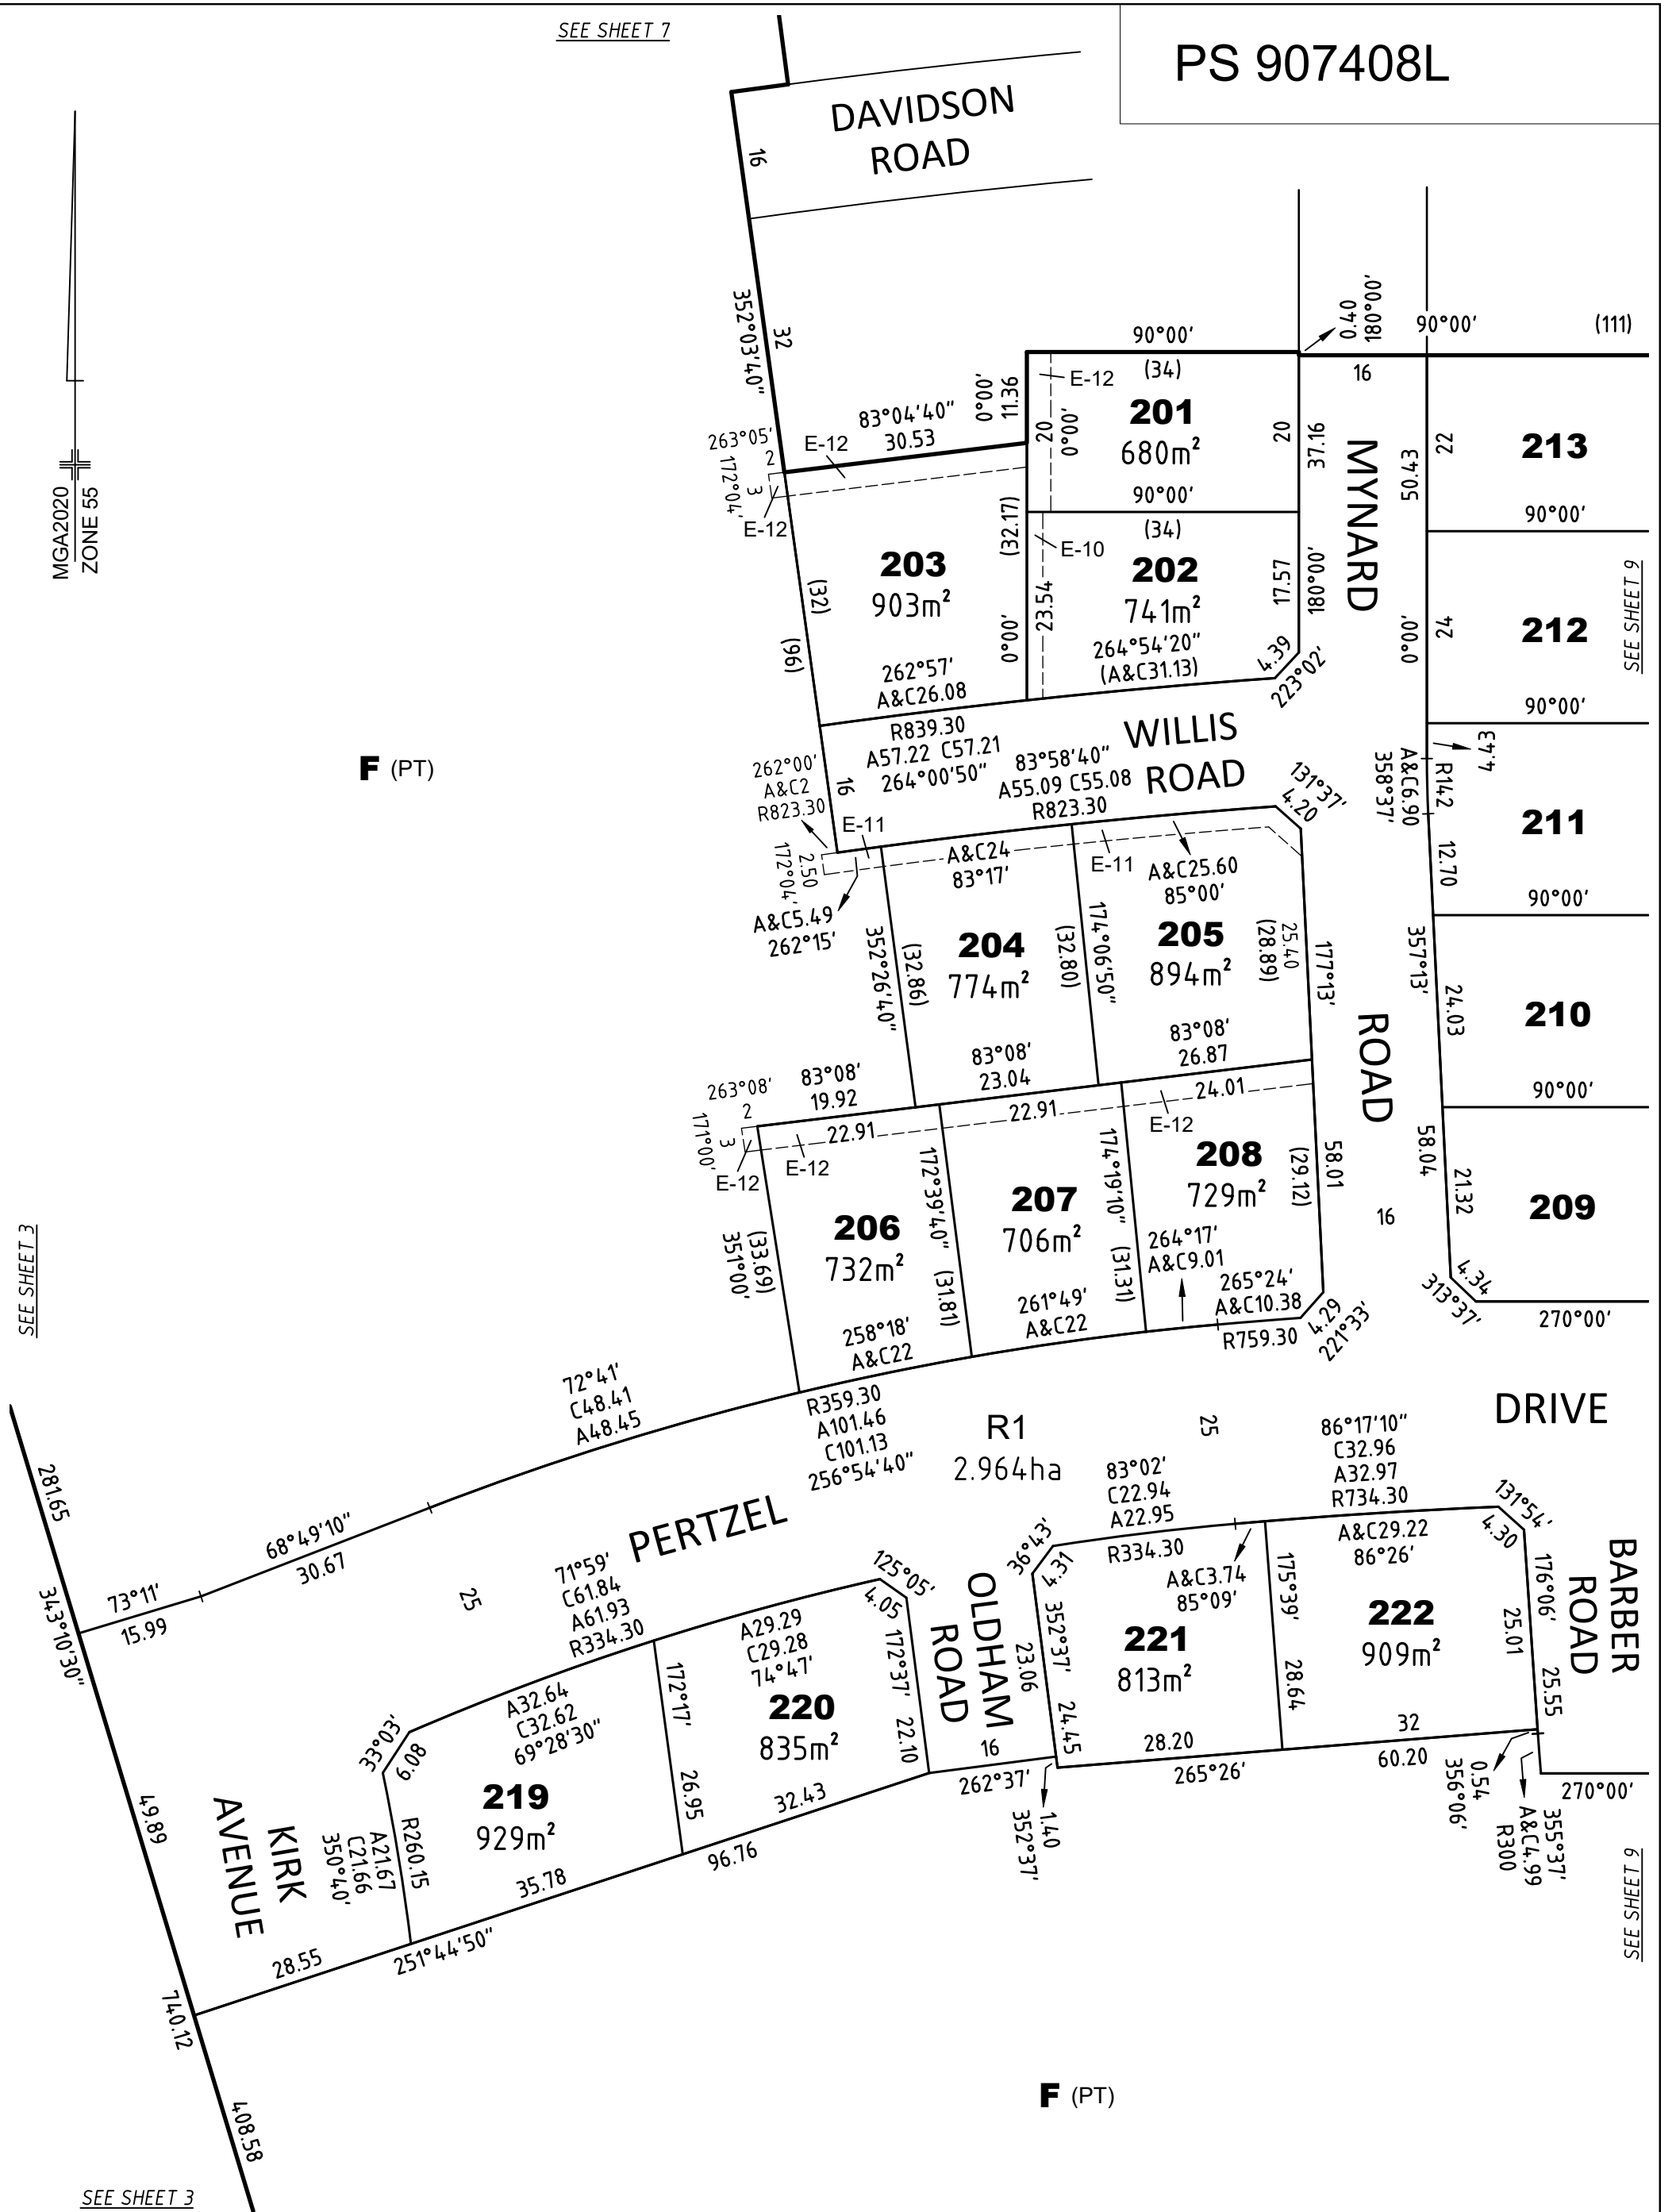 SEE SHEET 7
PS 907408L
DAVIDSON
ROAD
16
352°03'40"
32
MGA2020
ZONE 55
90°00'
0.40
180°00'
90°00'
(111)
(34)
16
E-12
201
680m²
20
0°00'
20
37.16
0°00'
11.36
83°04'40"
30.53
E-12
263°05'
2
172°04'
3
E-12
90°00'
(34)
E-10
202
741m²
23.54
(32.17)
0°00'
17.57
180°00'
264°54'20"
(A&C31.13)
4.39
223°02'
203
903m²
(32)
(96)
262°57'
A&C26.08
MYNARD
50.43
0°00'
22
213
90°00'
24
212
90°00'
SEE SHEET 9
4.43
R142
A&C6.90
358°37'
12.70
211
90°00'
357°13'
24.03
210
90°00'
58.04
21.32
209
4.34
313°37'
270°00'
F (PT)
R839.30
A57.22 C57.21
264°00'50"
WILLIS
ROAD
83°58'40"
A55.09 C55.08
R823.30
131°37'
4.20
262°00'
A&C2
R823.30
16
E-11
2.50
172°04'
A&C5.49
262°15'
A&C24
83°17'
E-11
A&C25.60
85°00'
204
774m²
352°26'40"
(32.86)
(32.80)
174°06'50"
205
894m²
25.40
(28.89)
177°13'
ROAD
83°08'
19.92
83°08'
23.04
83°08'
26.87
263°08'
2
171°00'
3
E-12
E-12
22.91
22.91
24.01
E-12
206
732m²
(33.69)
351°00'
172°39'40"
(31.81)
258°18'
A&C22
207
706m²
174°19'10"
(31.31)
261°49'
A&C22
208
729m²
(29.12)
58.01
16
264°17'
A&C9.01
265°24'
A&C10.38
R759.30
4.29
221°33'
SEE SHEET 3
72°41'
C48.41
A48.45
R359.30
A101.46
C101.13
256°54'40"
R1
2.964ha
25
DRIVE
86°17'10"
C32.96
A32.97
R734.30
83°02'
C22.94
A22.95
281.65
343°10'30"
68°49'10"
30.67
73°11'
15.99
25
PERTZEL
71°59'
C61.84
A61.93
R334.30
125°05'
4.05
36°43'
4.31
R334.30
A&C3.74
85°09'
A&C29.22
86°26'
131°54'
4.30
BARBER
ROAD
176°06'
25.01
25.55
OLDHAM
ROAD
23.06
352°37'
24.45
221
813m²
175°39'
28.64
222
909m²
28.20
32
265°26'
60.20
0.54
356°06'
355°37'
A&C4.99
R300
270°00'
A29.29
C29.28
74°47'
172°37'
22.10
220
835m²
172°17'
26.95
32.43
16
262°37'
1.40
352°37'
A32.64
C32.62
69°28'30"
33°03'
6.08
219
929m²
R260.15
A21.67
C21.66
350°40'
35.78
96.76
KIRK
AVENUE
49.89
28.55
251°44'50"
740.12
408.58
F (PT)
SEE SHEET 9
SEE SHEET 3